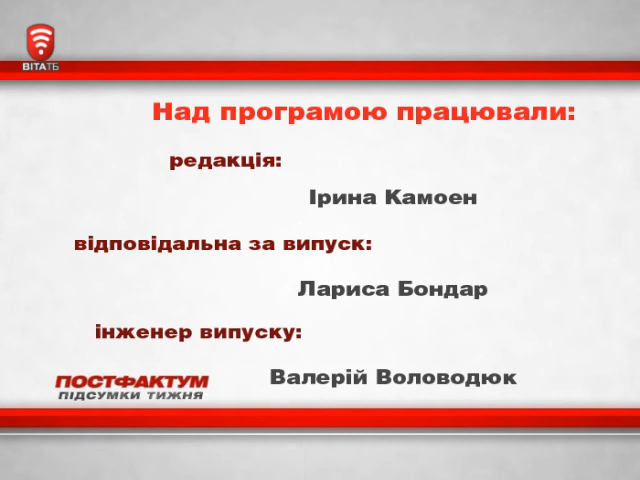 ВІТАТБ
Над програмою працювали:
редакція:
Ірина Камоен
відповідальна за випуск:
Лариса Бондар
інженер випуску:
Валерій Воловодюк
ПОСТФАКТУМ
ПІДСУМКИ ТИЖНЯ